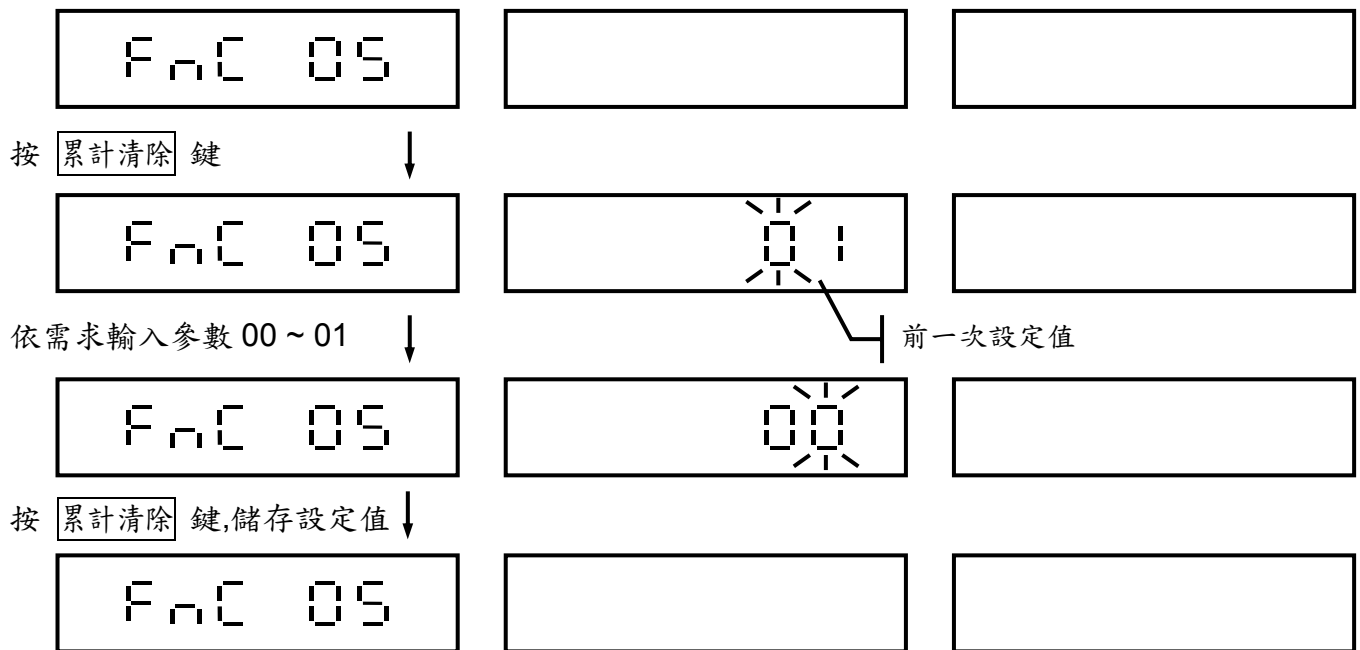 FnC 05
按 累計清除 鍵
FnC 05 01
依需求輸入參數 00 ~ 01
前一次設定值
FnC 05 00
按 累計清除 鍵,儲存設定值
FnC 05